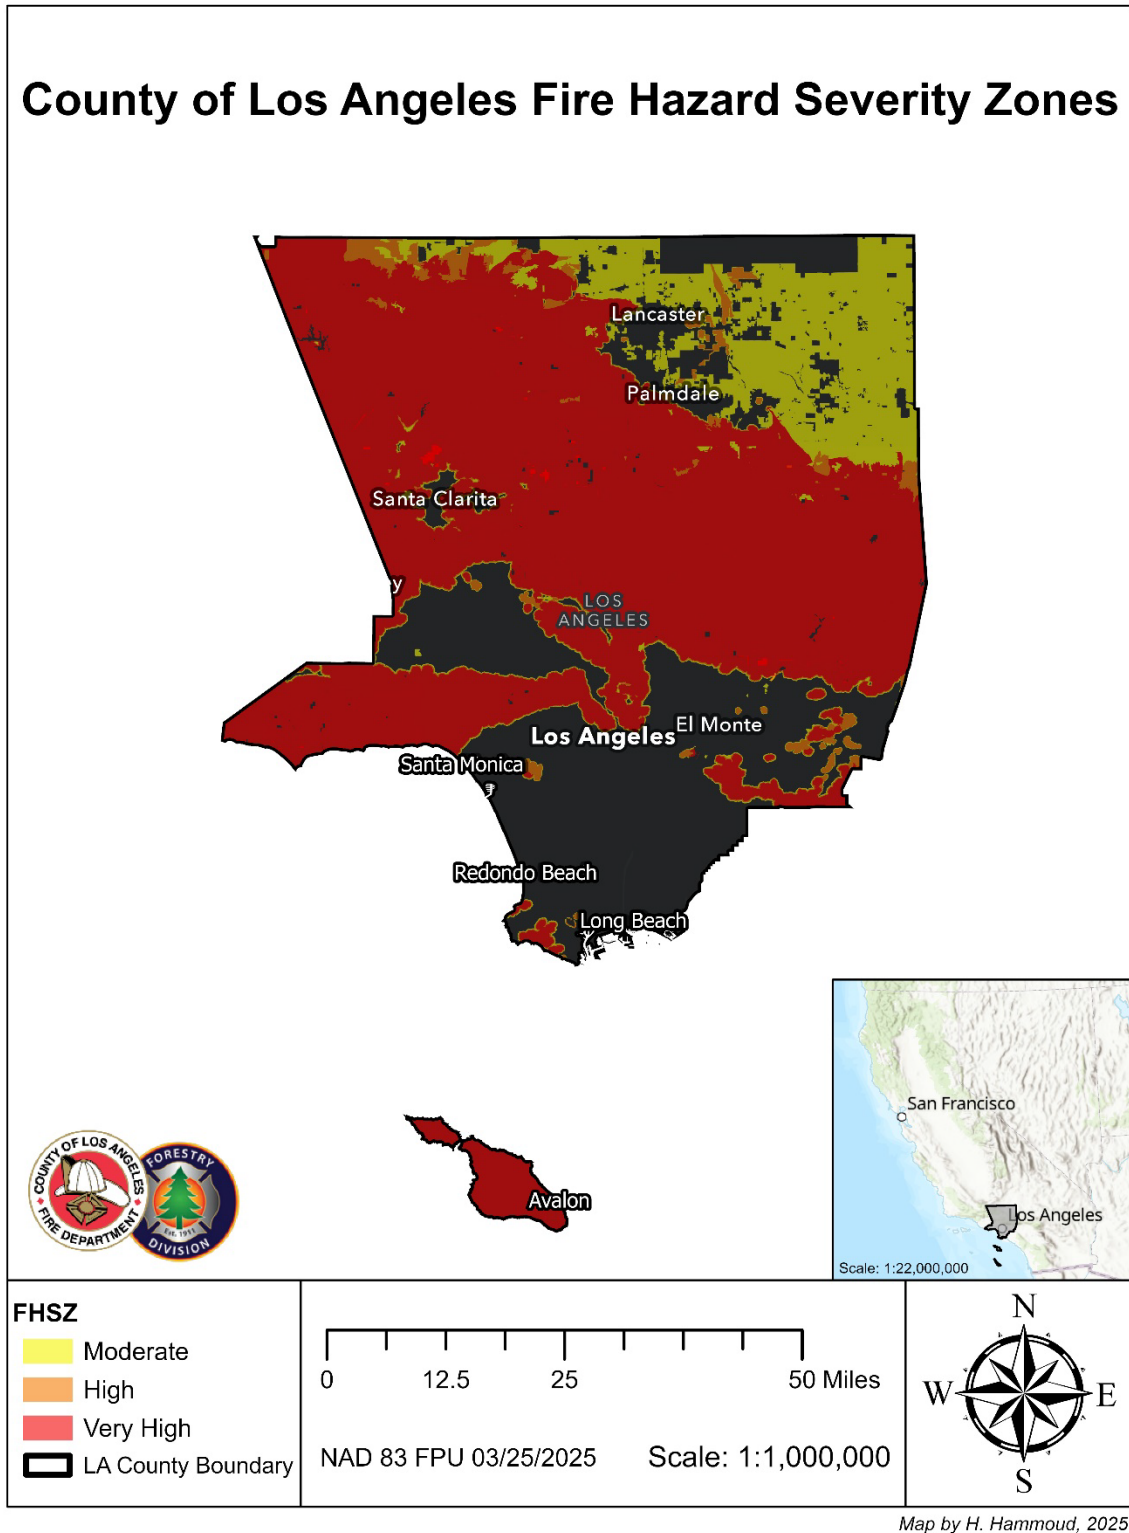 County of Los Angeles Fire Hazard Severity Zones
Lancaster
Palmdale
Santa Clarita
y
LOS
ANGELES
El Monte
Los Angeles
Santa Monica
Redondo Beach
Long Beach
Avalon
San Francisco
Los Angeles
Scale: 1:22,000,000
COUNTY OF LOS ANGELES
FIRE DEPARTMENT
FORESTRY
Est. 1911
DIVISION
FHSZ
Moderate
High
Very High
LA County Boundary
0 12.5 25 50 Miles
NAD 83 FPU 03/25/2025 Scale: 1:1,000,000
N
W E
S
Map by H. Hammoud, 2025